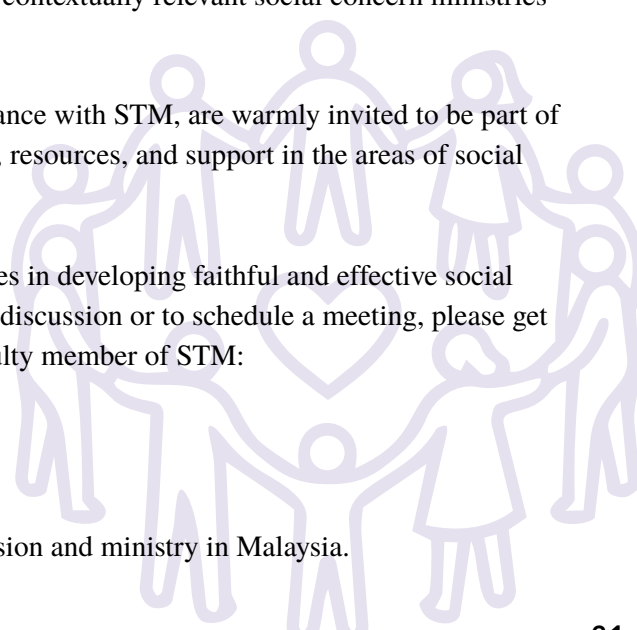 contextually relevant social concern ministries
ance with STM, are warmly invited to be part of
, resources, and support in the areas of social
es in developing faithful and effective social
discussion or to schedule a meeting, please get
ulty member of STM:
sion and ministry in Malaysia.